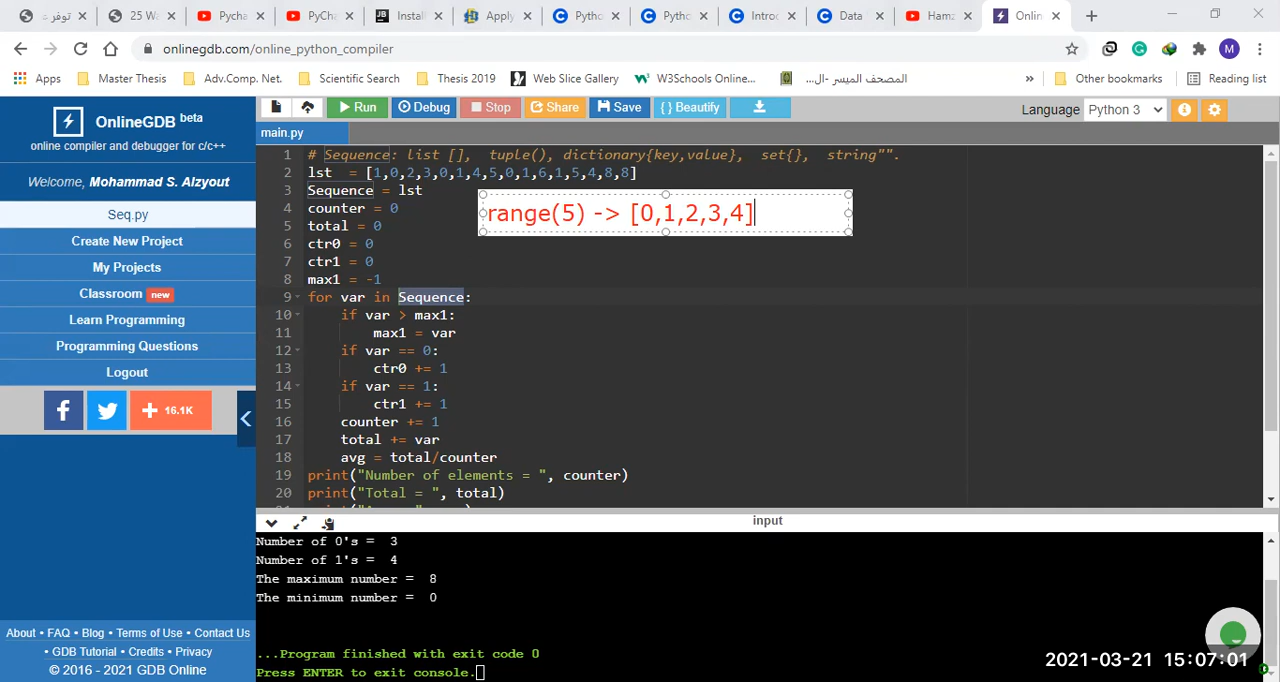 توفر ت
25 Wa
Pycha
PyCha
Install
Apply
Pytho
Pytho
Introc
Data
Hamz
Onlin
onlinegdb.com/online_python_compiler
Apps Master Thesis Adv.Comp. Net. Scientific Search Thesis 2019 Web Slice Gallery W3Schools Online... المصحف الميسر -ال... » Other bookmarks Reading list
OnlineGDB beta
online compiler and debugger for c/c++
Welcome, Mohammad S. Alzyout
Seq.py
Create New Project
My Projects
Classroom new
Learn Programming
Programming Questions
Logout
16.1K
About • FAQ • Blog • Terms of Use • Contact Us
• GDB Tutorial • Credits • Privacy
© 2016 - 2021 GDB Online
Run Debug Stop Share Save { } Beautify
Language Python 3
main.py
1 # Sequence: list [], tuple(), dictionary{key,value}, set{}, string"".
2 lst = [1,0,2,3,0,1,4,5,0,1,6,1,5,4,8,8]
3 Sequence = lst
4 counter = 0
5 total = 0
6 ctr0 = 0
7 ctr1 = 0
8 max1 = -1
9 for var in Sequence:
10 if var > max1:
11 max1 = var
12 if var == 0:
13 ctr0 += 1
14 if var == 1:
15 ctr1 += 1
16 counter += 1
17 total += var
18 avg = total/counter
19 print("Number of elements = ", counter)
20 print("Total = ", total)
range(5) -> [0,1,2,3,4]
input
Number of 0's = 3
Number of 1's = 4
The maximum number = 8
The minimum number = 0
...Program finished with exit code 0
Press ENTER to exit console.
2021-03-21 15:07:01